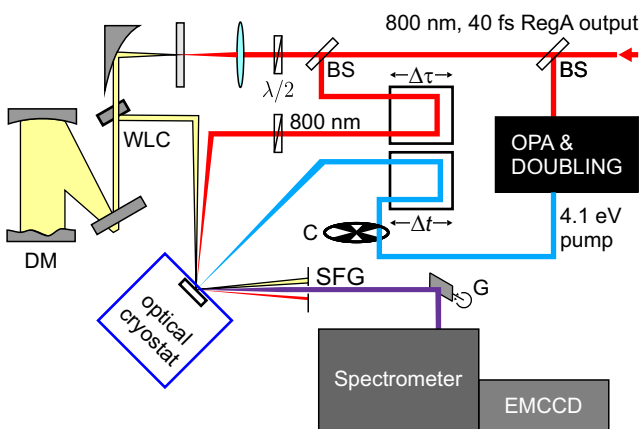 800 nm, 40 fs RegA output
BS
BS
λ/2
Δτ
WLC
800 nm
OPA &
DOUBLING
Δt
C
4.1 eV
pump
DM
SFG
G
optical
cryostat
Spectrometer
EMCCD